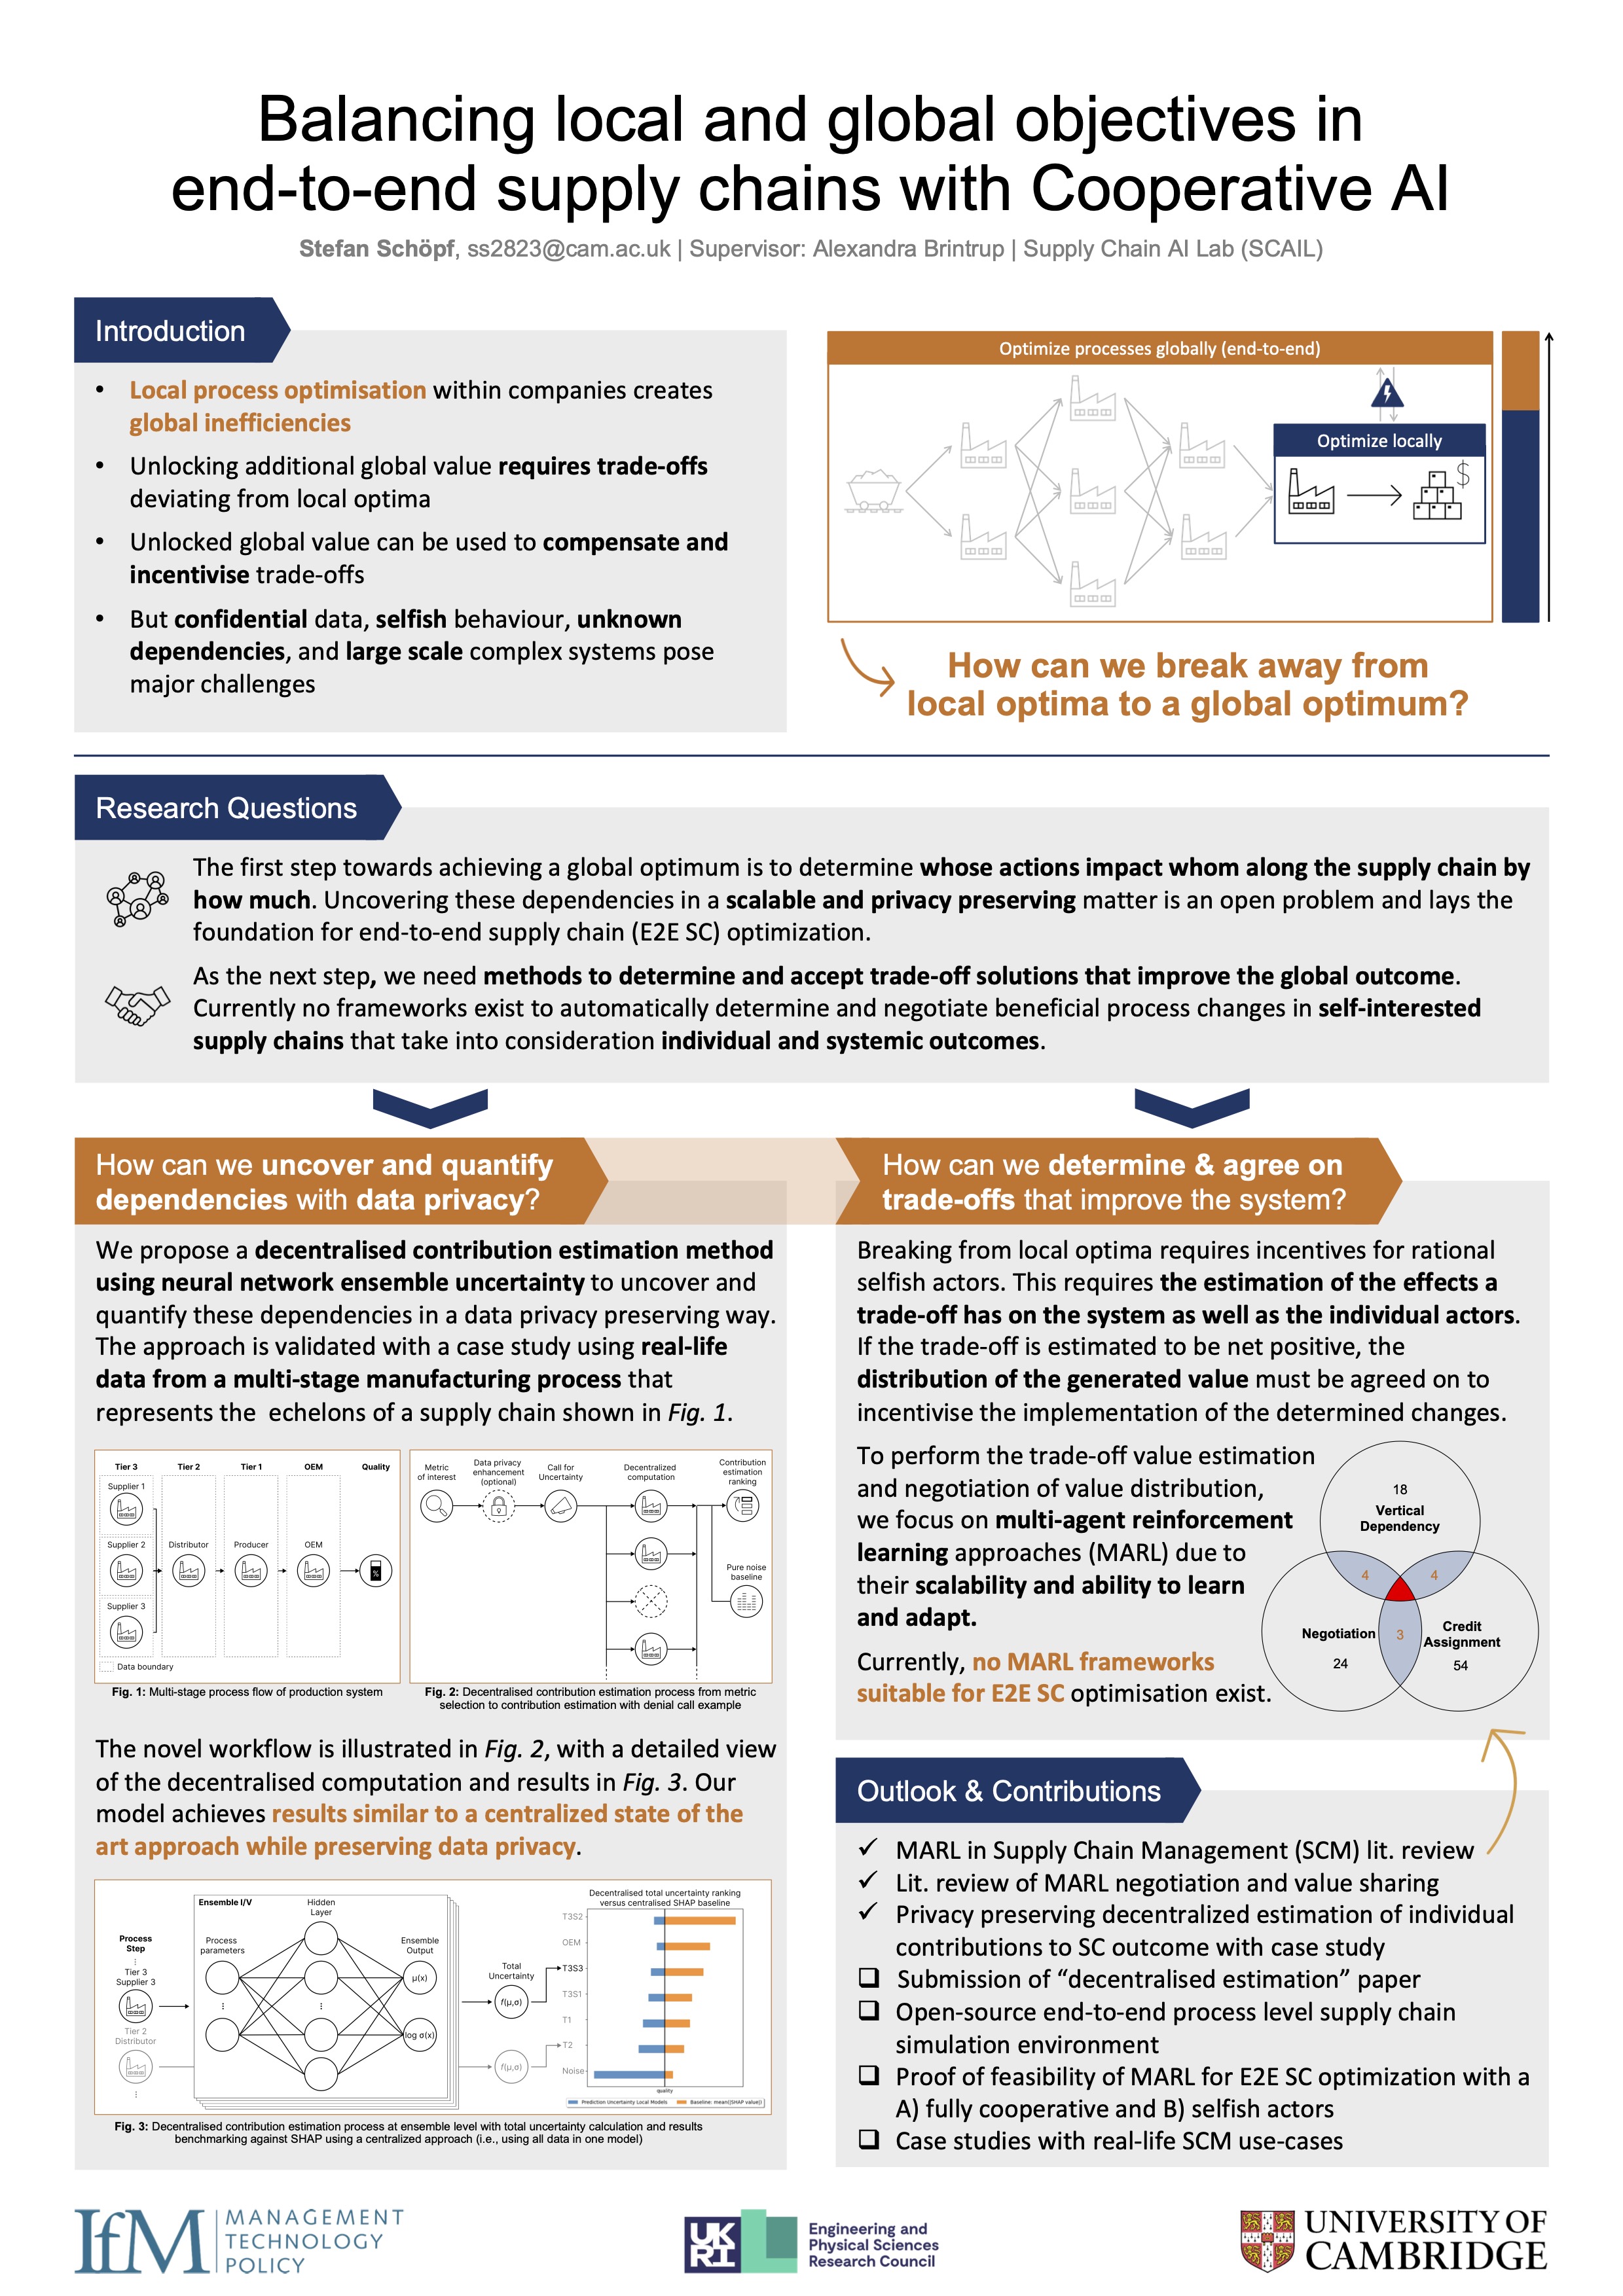 Balancing local and global objectives in
end-to-end supply chains with Cooperative AI
Stefan Schöpf, ss2823@cam.ac.uk | Supervisor: Alexandra Brintrup | Supply Chain AI Lab (SCAIL)
Introduction
• Local process optimisation within companies creates
global inefficiencies
• Unlocking additional global value requires trade-offs
deviating from local optima
• Unlocked global value can be used to compensate and
incentivise trade-offs
• But confidential data, selfish behaviour, unknown
dependencies, and large scale complex systems pose
major challenges
Optimize processes globally (end-to-end)
Optimize locally
$
How can we break away from
local optima to a global optimum?
Research Questions
The first step towards achieving a global optimum is to determine whose actions impact whom along the supply chain by
how much. Uncovering these dependencies in a scalable and privacy preserving matter is an open problem and lays the
foundation for end-to-end supply chain (E2E SC) optimization.
As the next step, we need methods to determine and accept trade-off solutions that improve the global outcome.
Currently no frameworks exist to automatically determine and negotiate beneficial process changes in self-interested
supply chains that take into consideration individual and systemic outcomes.
How can we uncover and quantify
dependencies with data privacy?
We propose a decentralised contribution estimation method
using neural network ensemble uncertainty to uncover and
quantify these dependencies in a data privacy preserving way.
The approach is validated with a case study using real-life
data from a multi-stage manufacturing process that
represents the echelons of a supply chain shown in Fig. 1.
Tier 3 Tier 2 Tier 1 OEM Quality
Supplier 1
Supplier 2 Distributor Producer OEM
%
Supplier 3
Data boundary
Fig. 1: Multi-stage process flow of production system
Metric
of interest
Data privacy
enhancement
(optional)
Call for
Uncertainty
Decentralized
computation
Contribution
estimation
ranking
Pure noise
baseline
Fig. 2: Decentralised contribution estimation process from metric
selection to contribution estimation with denial call example
The novel workflow is illustrated in Fig. 2, with a detailed view
of the decentralised computation and results in Fig. 3. Our
model achieves results similar to a centralized state of the
art approach while preserving data privacy.
Process
Step
⋮
Tier 3
Supplier 3
Tier 2
Distributor
⋮
Ensemble I/V
Process
parameters
⋮
Hidden
Layer
⋮
Ensemble
Output
μ(x)
log σ(x)
Total
Uncertainty
f(μ,σ)
f(μ,σ)
Decentralised total uncertainty ranking
versus centralised SHAP baseline
T3S2
OEM
T3S3
T3S1
T1
T2
Noise
quality
Prediction Uncertainty Local Models Baseline: mean(|SHAP value|)
Fig. 3: Decentralised contribution estimation process at ensemble level with total uncertainty calculation and results
benchmarking against SHAP using a centralized approach (i.e., using all data in one model)
How can we determine & agree on
trade-offs that improve the system?
Breaking from local optima requires incentives for rational
selfish actors. This requires the estimation of the effects a
trade-off has on the system as well as the individual actors.
If the trade-off is estimated to be net positive, the
distribution of the generated value must be agreed on to
incentivise the implementation of the determined changes.
To perform the trade-off value estimation
and negotiation of value distribution,
we focus on multi-agent reinforcement
learning approaches (MARL) due to
their scalability and ability to learn
and adapt.
Currently, no MARL frameworks
suitable for E2E SC optimisation exist.
18
Vertical
Dependency
4 4
Negotiation
24
3
Credit
Assignment
54
Outlook & Contributions
✓ MARL in Supply Chain Management (SCM) lit. review
✓ Lit. review of MARL negotiation and value sharing
✓ Privacy preserving decentralized estimation of individual
contributions to SC outcome with case study
❑ Submission of “decentralised estimation” paper
❑ Open-source end-to-end process level supply chain
simulation environment
❑ Proof of feasibility of MARL for E2E SC optimization with a
A) fully cooperative and B) selfish actors
❑ Case studies with real-life SCM use-cases
IfM
MANAGEMENT
TECHNOLOGY
POLICY
UK
RI
Engineering and
Physical Sciences
Research Council
UNIVERSITY OF
CAMBRIDGE